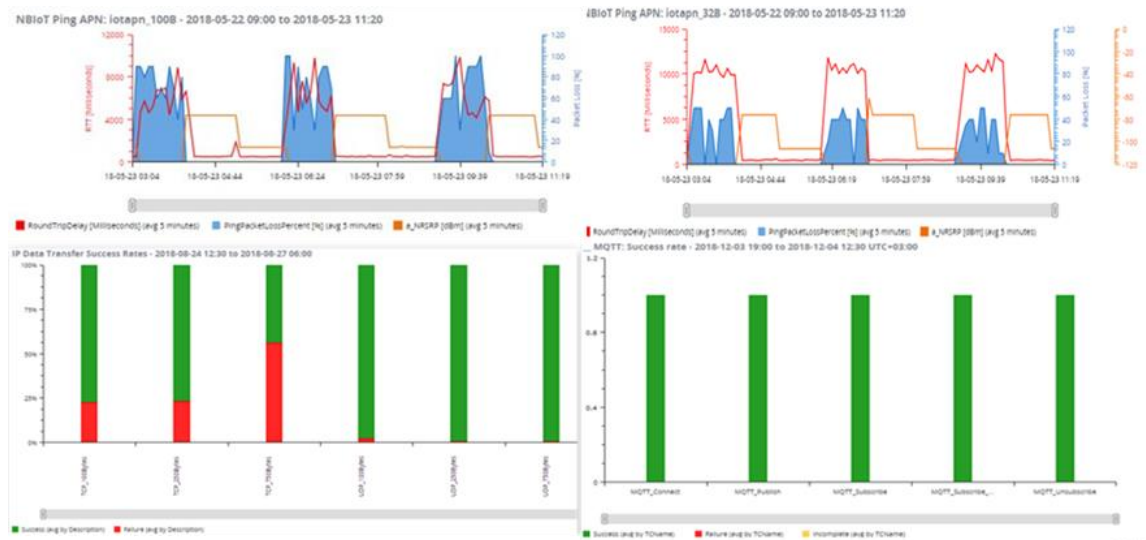 NBIoT Ping APN: iotapn_100B - 2018-05-22 09:00 to 2018-05-23 11:20
12000
8000
4000
0
RTT [Milliseconds]
120
100
80
60
40
20
0
Packet Loss [%]
18-05-23 03:04 18-05-23 04:44 18-05-23 06:24 18-05-23 07:59 18-05-23 09:39 18-05-23 11:19
RoundTripDelay [Milliseconds] (avg 5 minutes) PingPacketLossPercent [%] (avg 5 minutes) a_NRSRP [dBm] (avg 5 minutes)
NBIoT Ping APN: iotapn_32B - 2018-05-22 09:00 to 2018-05-23 11:20
15000
10000
5000
0
RTT [Milliseconds]
120
100
80
60
40
20
0
Packet Loss [%]
0
-20
-40
-60
-80
-100
-120
18-05-23 03:04 18-05-23 04:44 18-05-23 06:19 18-05-23 07:59 18-05-23 09:39 18-05-23 11:19
RoundTripDelay [Milliseconds] (avg 5 minutes) PingPacketLossPercent [%] (avg 5 minutes) a_NRSRP [dBm] (avg 5 minutes)
IP Data Transfer Success Rates - 2018-08-24 12:30 to 2018-08-27 06:00
100%
75%
50%
25%
0%
TCP_100Bytes
TCP_200Bytes
TCP_750Bytes
UDP_100Bytes
UDP_200Bytes
UDP_750Bytes
Success (avg by Description) Failure (avg by Description)
MQTT: Success rate - 2018-12-03 19:00 to 2018-12-04 12:30 UTC+03:00
1.2
0.8
0.4
0
MQTT_Connect MQTT_Publish MQTT_Subscribe MQTT_Subscribe_... MQTT_Unsubscribe
Success (avg by TCName) Failure (avg by TCName) Incomplete (avg by TCName)